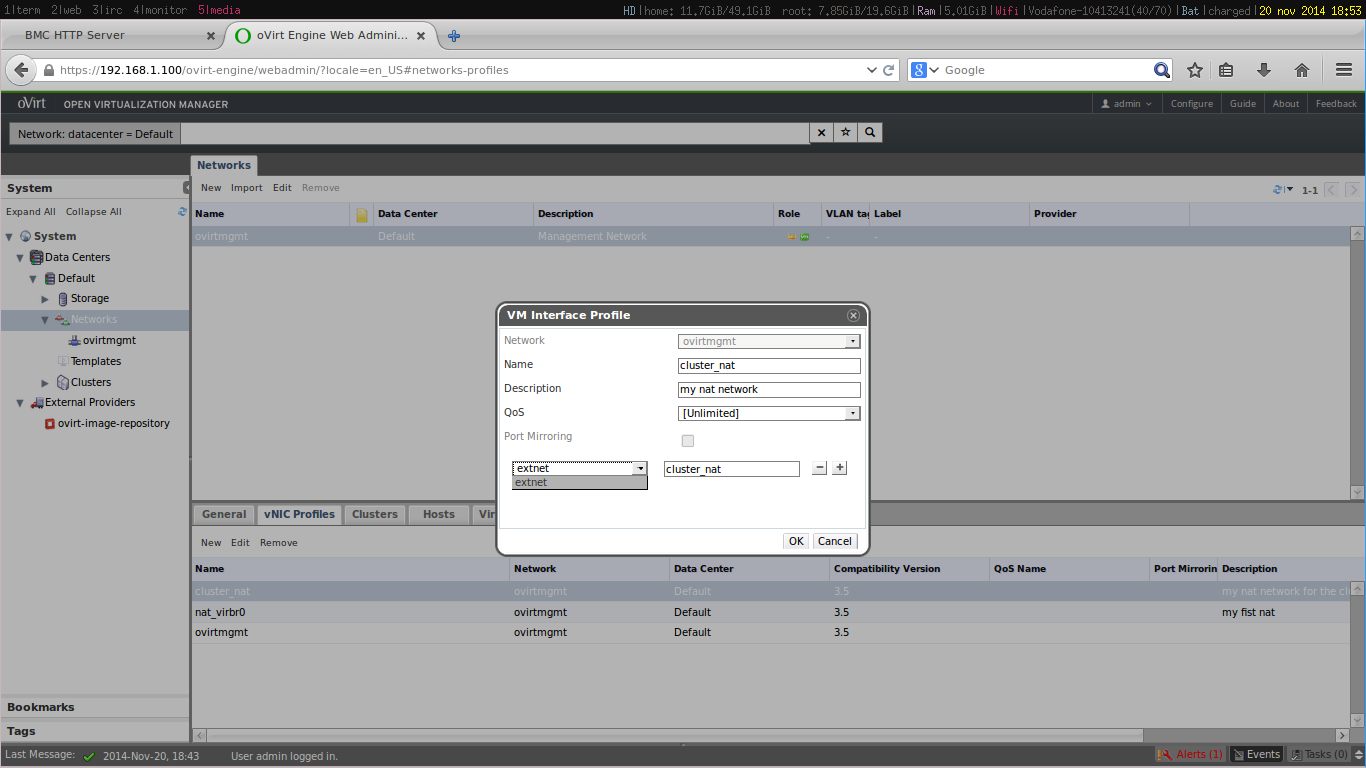 1|term 2|web 3|irc 4|monitor 5|media HD|home: 11.7GiB/49.1GiB root: 7.85GiB/19.6GiB|Ram|5.01GiB|Wifi|Vodafone-10413241(40/70)|Bat|charged|20 nov 2014 18:53
BMC HTTP Server oVirt Engine Web Admini...
https://192.168.1.100/ovirt-engine/webadmin/?locale=en_US#networks-profiles Google
oVirt OPEN VIRTUALIZATION MANAGER admin Configure Guide About Feedback
Network: datacenter = Default
Networks
System
New Import Edit Remove 1-1
Expand All Collapse All
Name Data Center Description Role VLAN tag Label Provider
ovirtmgmt Default Management Network - -
System
Data Centers
Default
Storage
Networks
ovirtmgmt
Templates
Clusters
External Providers
ovirt-image-repository
VM Interface Profile
Network ovirtmgmt
Name cluster_nat
Description my nat network
QoS [Unlimited]
Port Mirroring
extnet cluster_nat
extnet
OK Cancel
General vNIC Profiles Clusters Hosts Vir
New Edit Remove
Name Network Data Center Compatibility Version QoS Name Port Mirrorin Description
cluster_nat ovirtmgmt Default 3.5 my nat network for the cl
nat_virbr0 ovirtmgmt Default 3.5 my fist nat
ovirtmgmt ovirtmgmt Default 3.5
Bookmarks
Tags
Last Message: 2014-Nov-20, 18:43 User admin logged in. Alerts (1) Events Tasks (0)